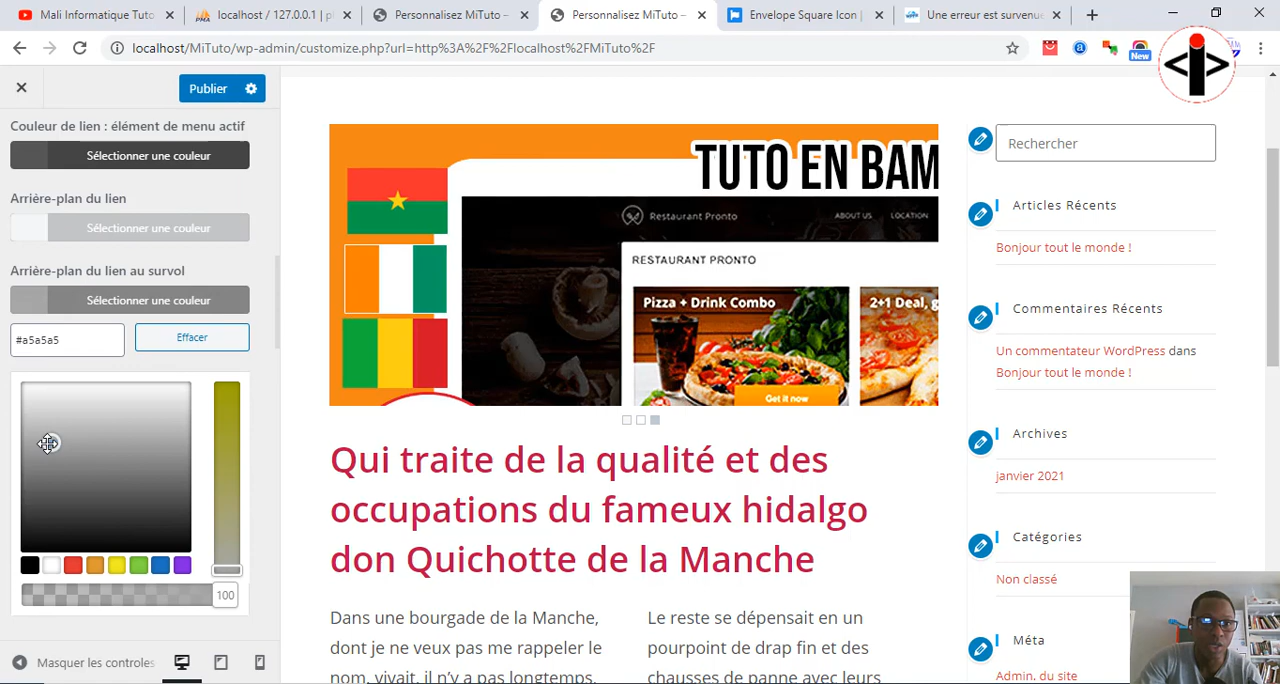 Mali Informatique Tuto
localhost / 127.0.0.1 | p
Personnalisez MiTuto –
Personnalisez MiTuto –
Envelope Square Icon |
Une erreur est survenue
localhost/MiTuto/wp-admin/customize.php?url=http%3A%2F%2Flocalhost%2FMiTuto%2F
New
Publier
Couleur de lien : élément de menu actif
Sélectionner une couleur
Arrière-plan du lien
Sélectionner une couleur
Arrière-plan du lien au survol
Sélectionner une couleur
#a5a5a5
Effacer
100
Masquer les controles
TUTO EN BAM
Restaurant Pronto
ABOUT US
LOCATION
RESTAURANT PRONTO
Pizza + Drink Combo
2+1 Deal, g
Get it now
Qui traite de la qualité et des
occupations du fameux hidalgo
don Quichotte de la Manche
Dans une bourgade de la Manche,
dont je ne veux pas me rappeler le
nom, vivait, il n’y a pas longtemps,
Le reste se dépensait en un
pourpoint de drap fin et des
chausses de panne avec leurs
Rechercher
Articles Récents
Bonjour tout le monde !
Commentaires Récents
Un commentateur WordPress dans
Bonjour tout le monde !
Archives
janvier 2021
Catégories
Non classé
Méta
Admin. du site